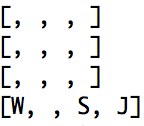 [, , , ]
[, , , ]
[, , , ]
[W, , S, J]